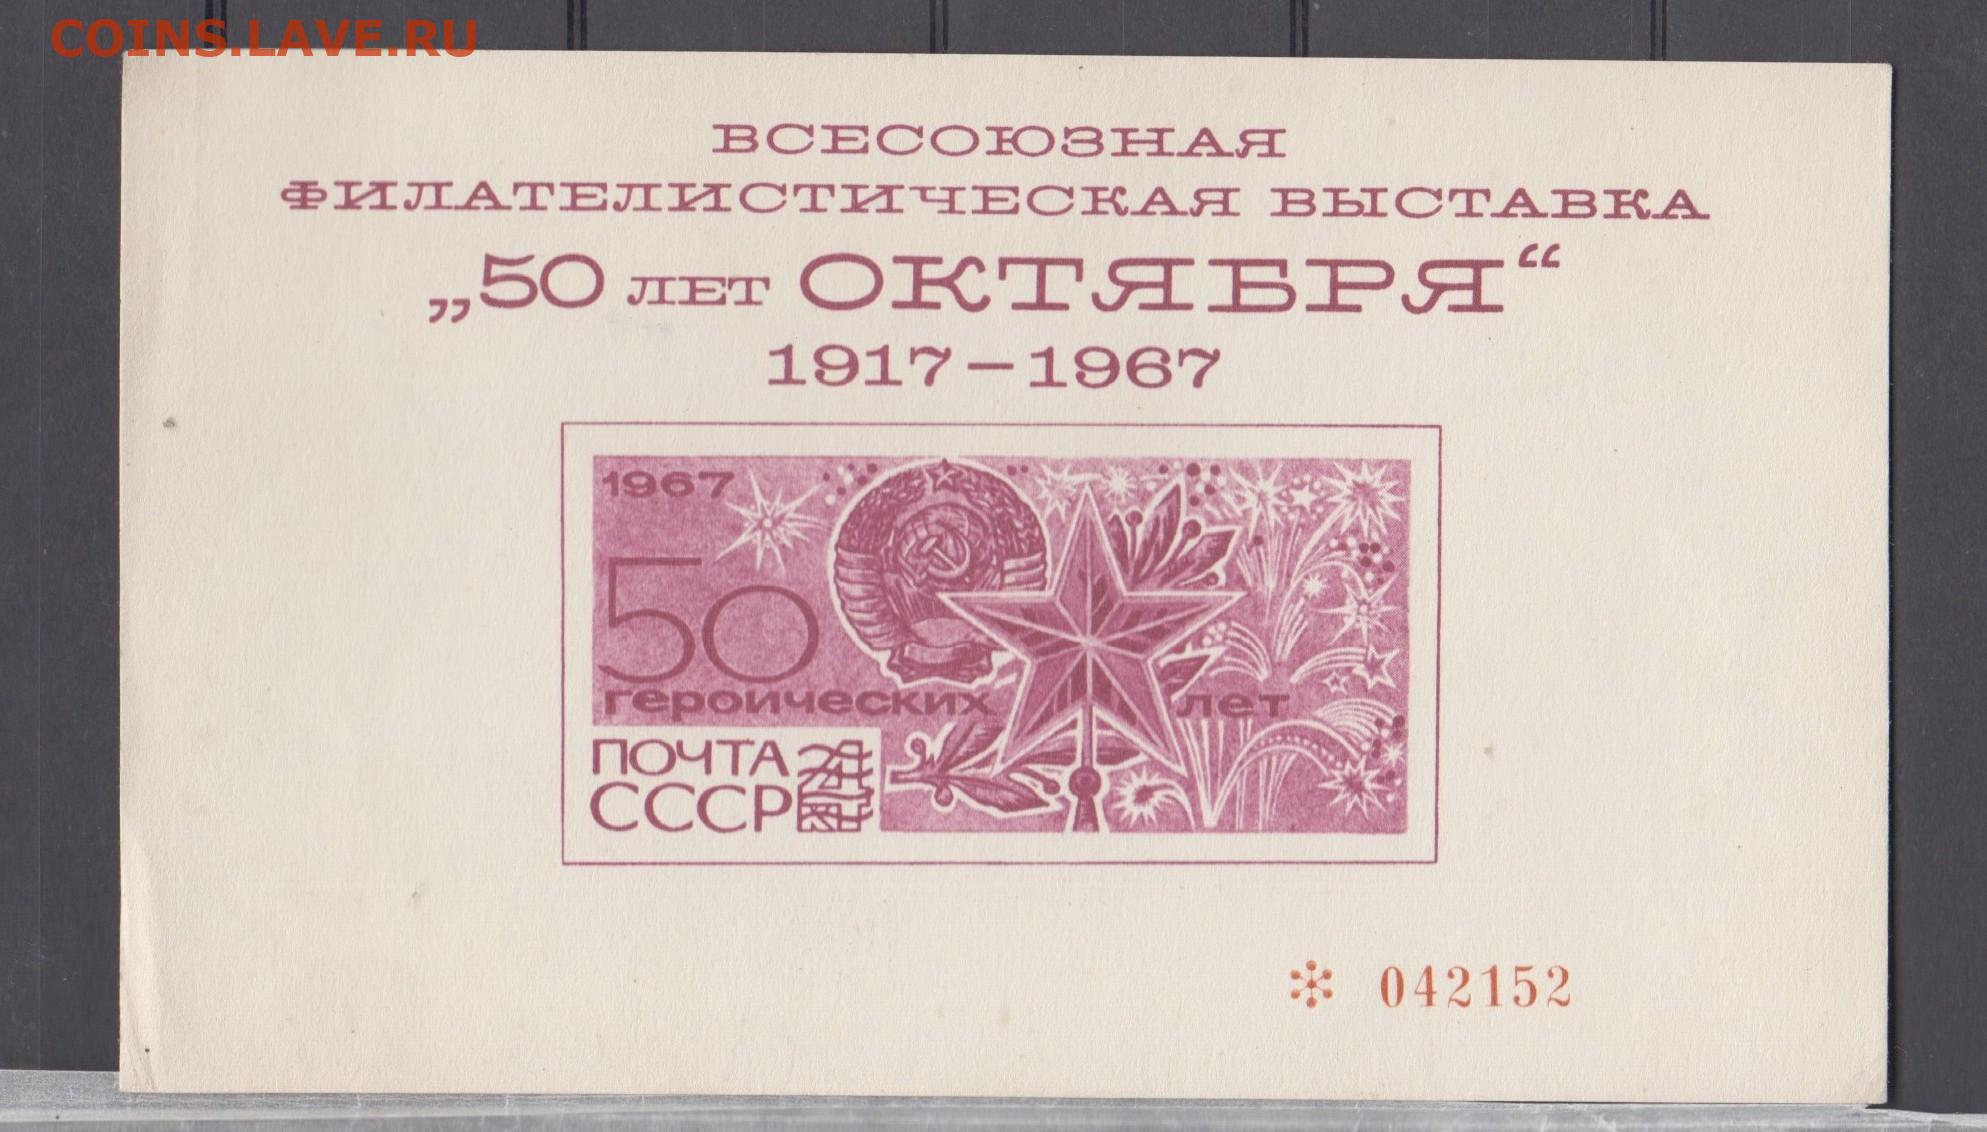 COINS.LAVE.RU
ВСЕСОЮЗНАЯ
ФИЛАТЕЛИСТИЧЕСКАЯ ВЫСТАВКА
„50 ЛЕТ ОКТЯБРЯ“
1917–1967
1967
50
героических лет
ПОЧТА
СССР
042152